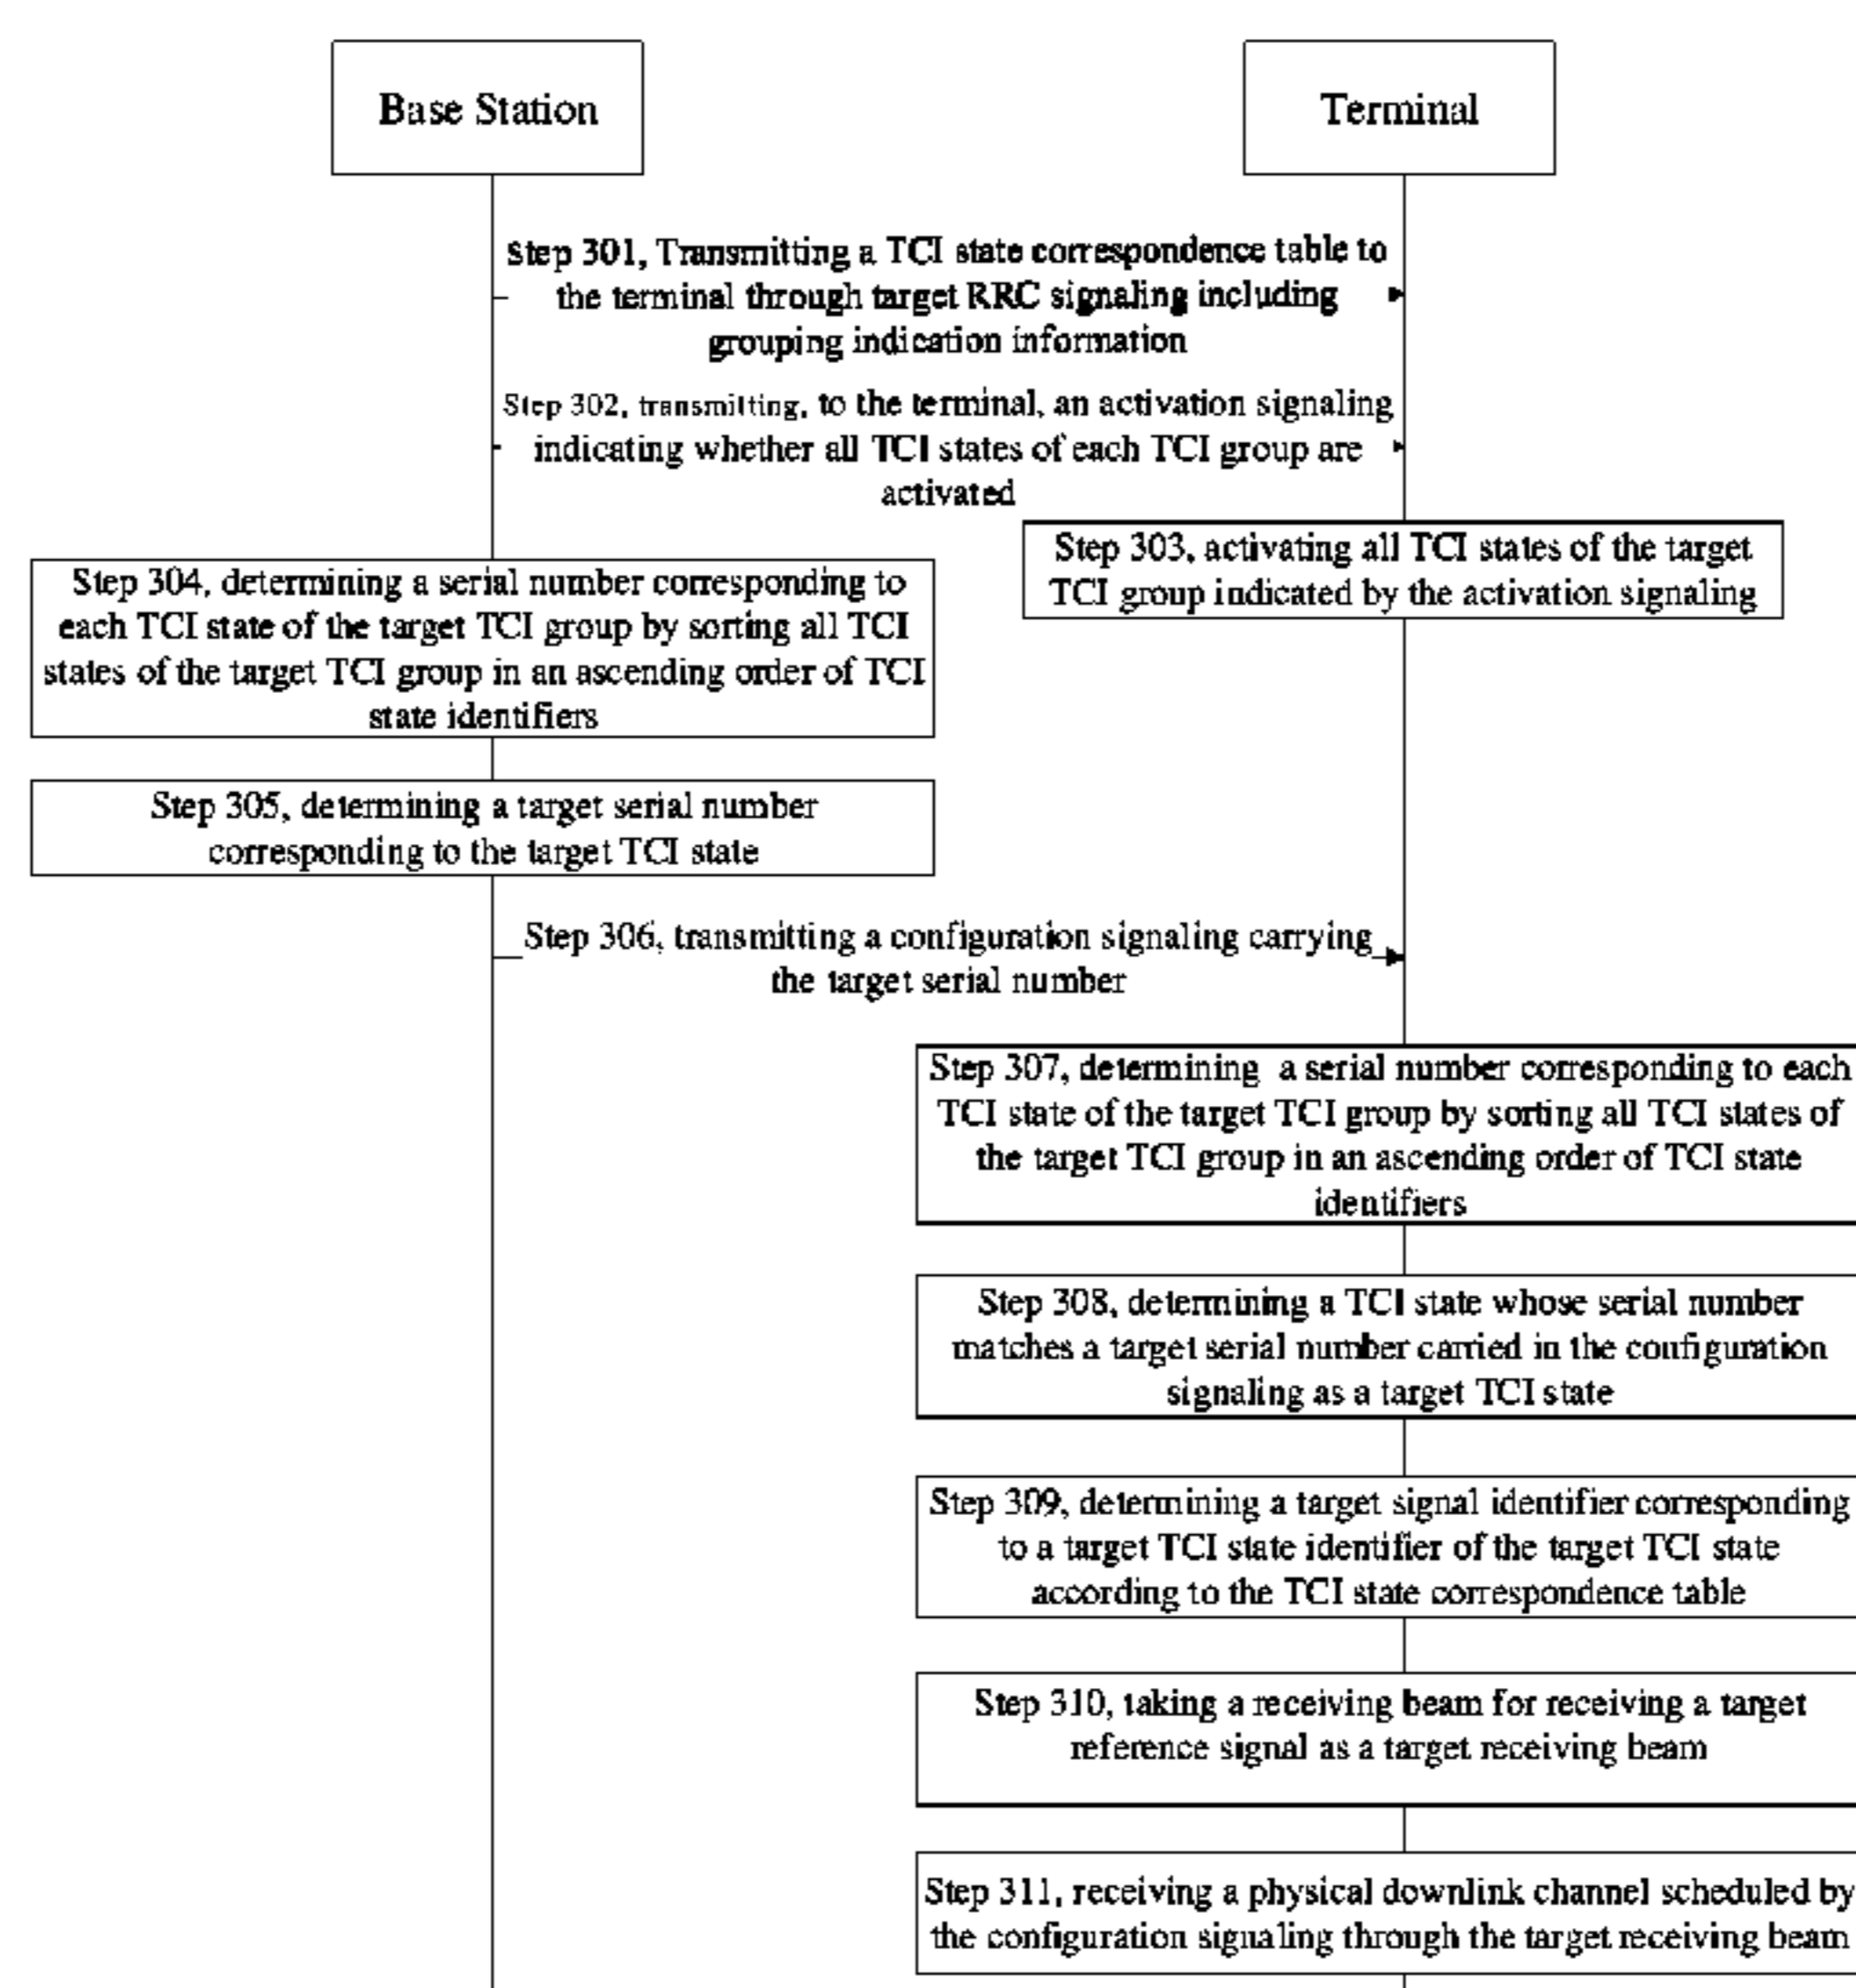 Base Station
Terminal
Step 301, Transmitting a TCI state correspondence table to
the terminal through target RRC signaling including
grouping indication information
Step 302, transmitting, to the terminal, an activation signaling
indicating whether all TCI states of each TCI group are
activated
Step 303, activating all TCI states of the target
TCI group indicated by the activation signaling
Step 304, determining a serial number corresponding to
each TCI state of the target TCI group by sorting all TCI
states of the target TCI group in an ascending order of TCI
state identifiers
Step 305, determining a target serial number
corresponding to the target TCI state
Step 306, transmitting a configuration signaling carrying
the target serial number
Step 307, determining a serial number corresponding to each
TCI state of the target TCI group by sorting all TCI states of
the target TCI group in an ascending order of TCI state
identifiers
Step 308, determining a TCI state whose serial number
matches a target serial number carried in the configuration
signaling as a target TCI state
Step 309, determining a target signal identifier corresponding
to a target TCI state identifier of the target TCI state
according to the TCI state correspondence table
Step 310, taking a receiving beam for receiving a target
reference signal as a target receiving beam
Step 311, receiving a physical downlink channel scheduled by
the configuration signaling through the target receiving beam